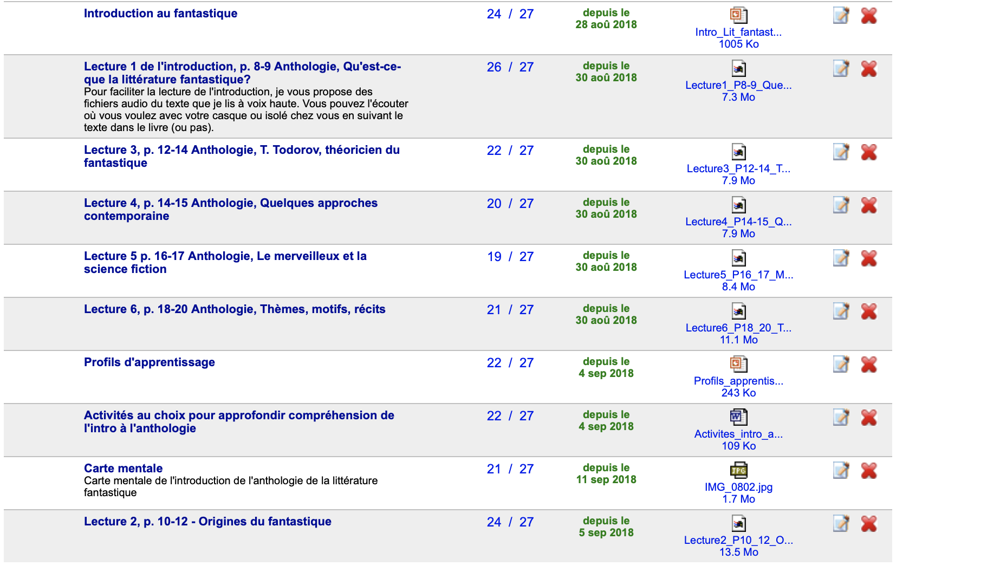 Introduction au fantastique
24 / 27
depuis le
28 aoû 2018
Intro_Lit_fantast...
1005 Ko
Lecture 1 de l'introduction, p. 8-9 Anthologie, Qu'est-ce-
que la littérature fantastique?
Pour faciliter la lecture de l'introduction, je vous propose des
fichiers audio du texte que je lis à voix haute. Vous pouvez l'écouter
où vous voulez avec votre casque ou isolé chez vous en suivant le
texte dans le livre (ou pas).
26 / 27
depuis le
30 aoû 2018
Lecture1_P8-9_Que...
7.3 Mo
Lecture 3, p. 12-14 Anthologie, T. Todorov, théoricien du
fantastique
22 / 27
depuis le
30 aoû 2018
Lecture3_P12-14_T...
7.9 Mo
Lecture 4, p. 14-15 Anthologie, Quelques approches
contemporaine
20 / 27
depuis le
30 aoû 2018
Lecture4_P14-15_Q...
7.9 Mo
Lecture 5 p. 16-17 Anthologie, Le merveilleux et la
science fiction
19 / 27
depuis le
30 aoû 2018
Lecture5_P16_17_M...
8.4 Mo
Lecture 6, p. 18-20 Anthologie, Thèmes, motifs, récits
21 / 27
depuis le
30 aoû 2018
Lecture6_P18_20_T...
11.1 Mo
Profils d'apprentissage
22 / 27
depuis le
4 sep 2018
Profils_apprentis...
243 Ko
Activités au choix pour approfondir compréhension de
l'intro à l'anthologie
22 / 27
depuis le
4 sep 2018
Activites_intro_a...
109 Ko
Carte mentale
Carte mentale de l'introduction de l'anthologie de la littérature
fantastique
21 / 27
depuis le
11 sep 2018
JPG
IMG_0802.jpg
1.7 Mo
Lecture 2, p. 10-12 - Origines du fantastique
24 / 27
depuis le
5 sep 2018
Lecture2_P10_12_O...
13.5 Mo